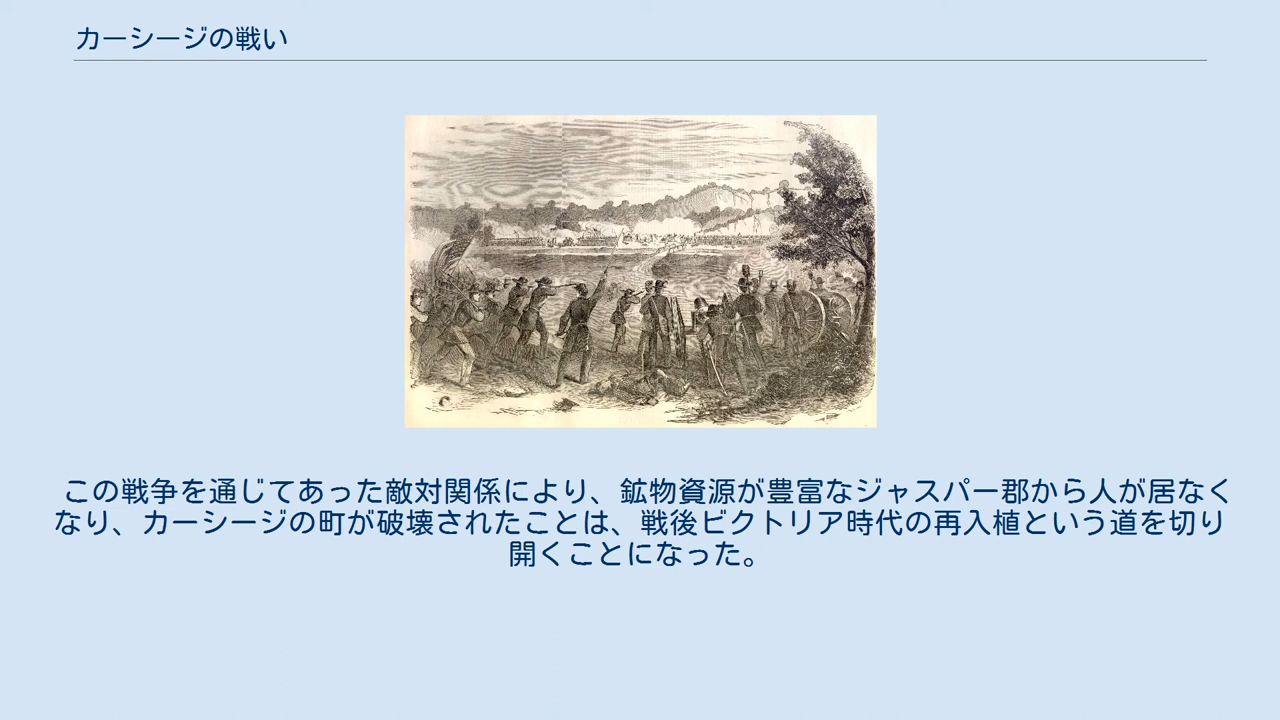 カーシージの戦い
この戦争を通じてあった敵対関係により、鉱物資源が豊富なジャスパー郡から人が居なく
なり、カーシージの町が破壊されたことは、戦後ビクトリア時代の再入植という道を切り
開くことになった。